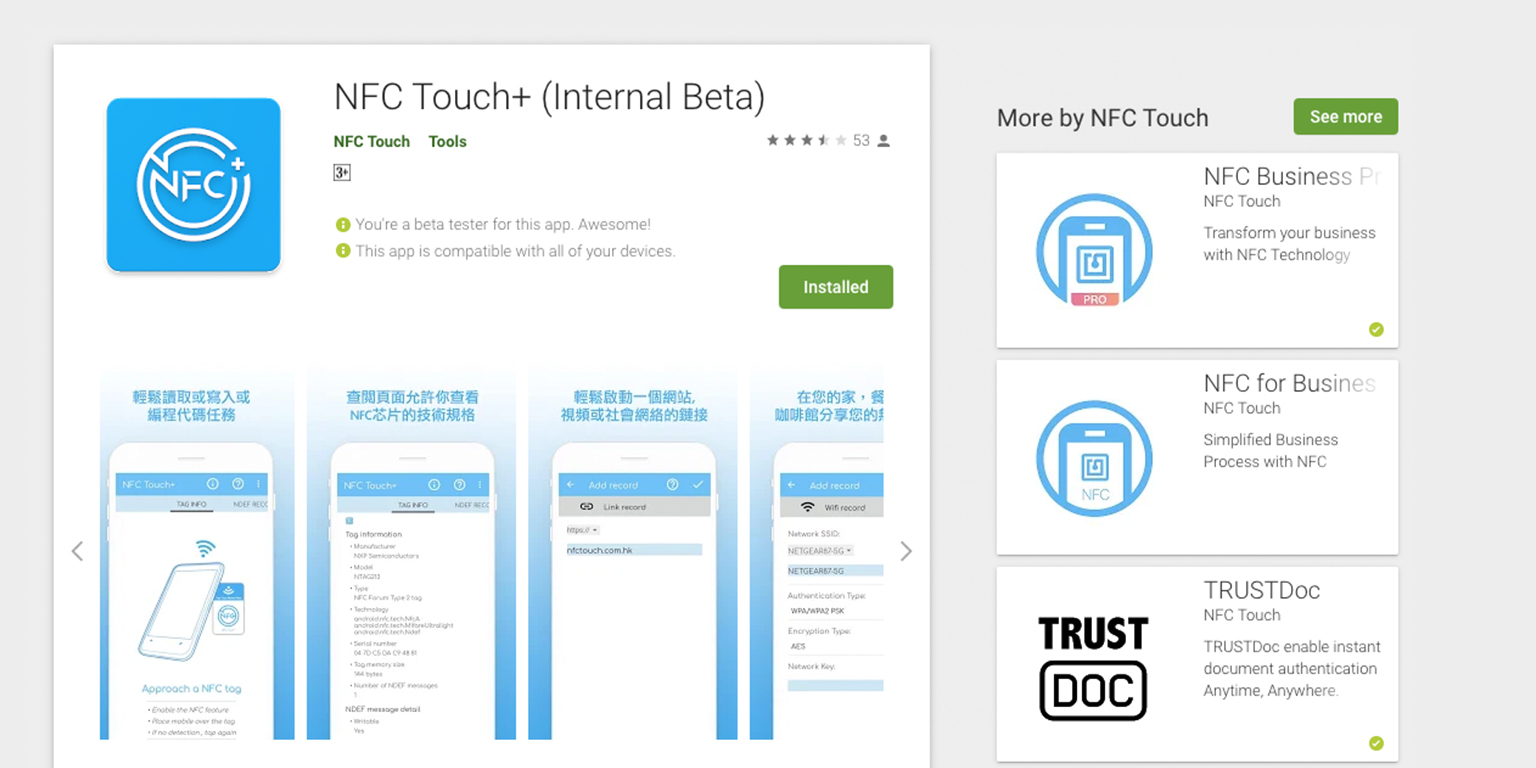 NFC Touch+ (Internal Beta)
NFC Touch Tools
53
3+
You're a beta tester for this app. Awesome!
This app is compatible with all of your devices.
Installed
NFC
輕鬆讀取或寫入或
編程代碼任務
NFC Touch+
TAG INFO NDEF RECO
NFC
Approach a NFC tag
• Enable the NFC feature
• Place mobile over the tag
• If no detection, tap again
查閱頁面允許你查看
NFC芯片的技術規格
NFC Touch+
TAG INFO NDEF RECO
Tag information
• Manufacturer
NXP Semiconductors
• Model
NTAG213
• Type
NFC Forum Type 2 tag
• Technology
android.nfc.tech.NfcA
android.nfc.tech.MifareUltralight
android.nfc.tech.Ndef
• Serial number
04 7D C5 0A C9 48 81
• Tag memory size
144 bytes
• Number of NDEF messages
1
NDEF message detail
• Writable
Yes
輕鬆啟動一個網站,
視頻或社會網絡的鏈接
Add record
Link record
https://
nfctouch.com.hk
在您的家，餐
咖啡館分享您的
Add record
Wifi record
Network SSID:
NETGEAR87-5G
NETGEAR87-5G
Authentication Type:
WPA/WPA2 PSK
Encryption Type:
AES
Network Key:
More by NFC Touch
See more
NFC Business Pr
NFC Touch
Transform your business
with NFC Technology
PRO
NFC for Busines
NFC Touch
Simplified Business
Process with NFC
NFC
TRUSTDoc
NFC Touch
TRUSTDoc enable instant
document authentication
Anytime, Anywhere.
TRUST
DOC